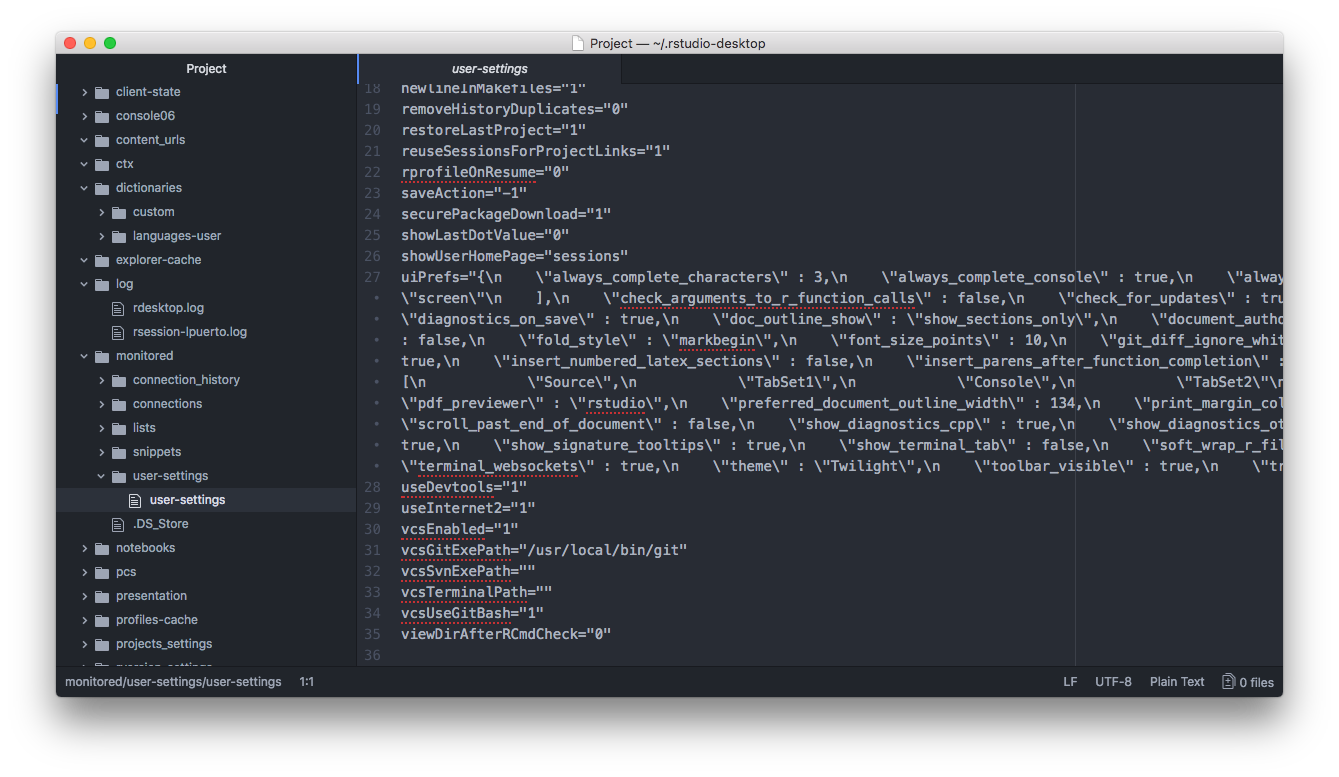 Project — ~/.rstudio-desktop
Project
client-state
console06
content_urls
ctx
dictionaries
custom
languages-user
explorer-cache
log
rdesktop.log
rsession-lpuerto.log
monitored
connection_history
connections
lists
snippets
user-settings
user-settings
.DS_Store
notebooks
pcs
presentation
profiles-cache
projects_settings
user-settings
18 newlineInMakefiles="1"
19 removeHistoryDuplicates="0"
20 restoreLastProject="1"
21 reuseSessionsForProjectLinks="1"
22 rprofileOnResume="0"
23 saveAction="-1"
24 securePackageDownload="1"
25 showLastDotValue="0"
26 showUserHomePage="sessions"
27 uiPrefs="{\n    \"always_complete_characters\" : 3,\n    \"always_complete_console\" : true,\n    \"alway
• \"screen\"\n    ],\n    \"check_arguments_to_r_function_calls\" : false,\n    \"check_for_updates\" : tru
• \"diagnostics_on_save\" : true,\n    \"doc_outline_show\" : \"show_sections_only\",\n    \"document_autho
• : false,\n    \"fold_style\" : \"markbegin\",\n    \"font_size_points\" : 10,\n    \"git_diff_ignore_whit
• true,\n    \"insert_numbered_latex_sections\" : false,\n    \"insert_parens_after_function_completion\" :
• [\n            \"Source\",\n            \"TabSet1\",\n            \"Console\",\n            \"TabSet2\"\n
• \"pdf_previewer\" : \"rstudio\",\n    \"preferred_document_outline_width\" : 134,\n    \"print_margin_col
• \"scroll_past_end_of_document\" : false,\n    \"show_diagnostics_cpp\" : true,\n    \"show_diagnostics_ot
• true,\n    \"show_signature_tooltips\" : true,\n    \"show_terminal_tab\" : false,\n    \"soft_wrap_r_fil
• \"terminal_websockets\" : true,\n    \"theme\" : \"Twilight\",\n    \"toolbar_visible\" : true,\n    \"tr
28 useDevtools="1"
29 useInternet2="1"
30 vcsEnabled="1"
31 vcsGitExePath="/usr/local/bin/git"
32 vcsSvnExePath=""
33 vcsTerminalPath=""
34 vcsUseGitBash="1"
35 viewDirAfterRCmdCheck="0"
36
monitored/user-settings/user-settings 1:1 LF UTF-8 Plain Text 0 files